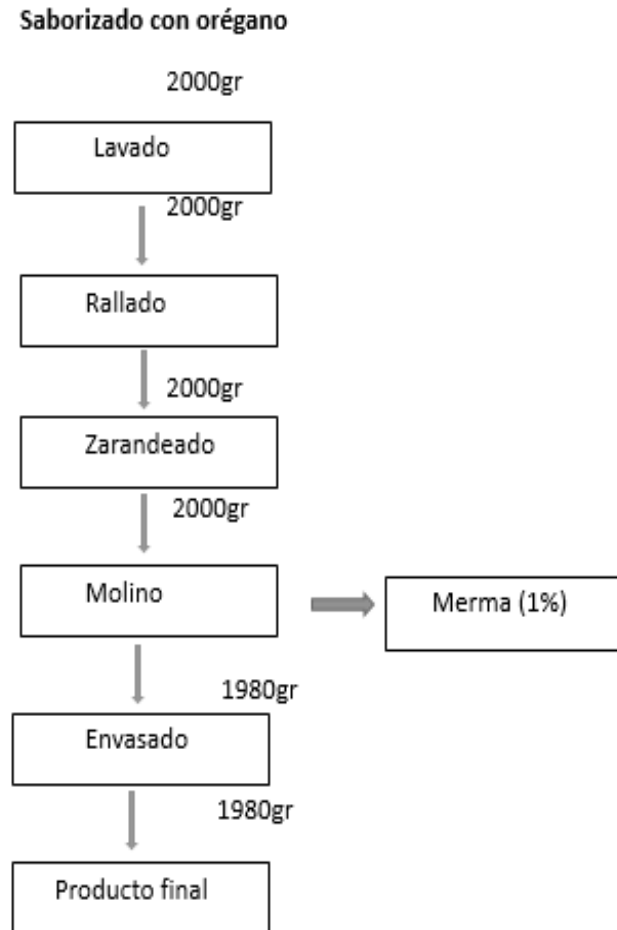 Saborizado con orégano
2000gr
Lavado
2000gr
Rallado
2000gr
Zarandeado
2000gr
Molino
Merma (1%)
1980gr
Envasado
1980gr
Producto final